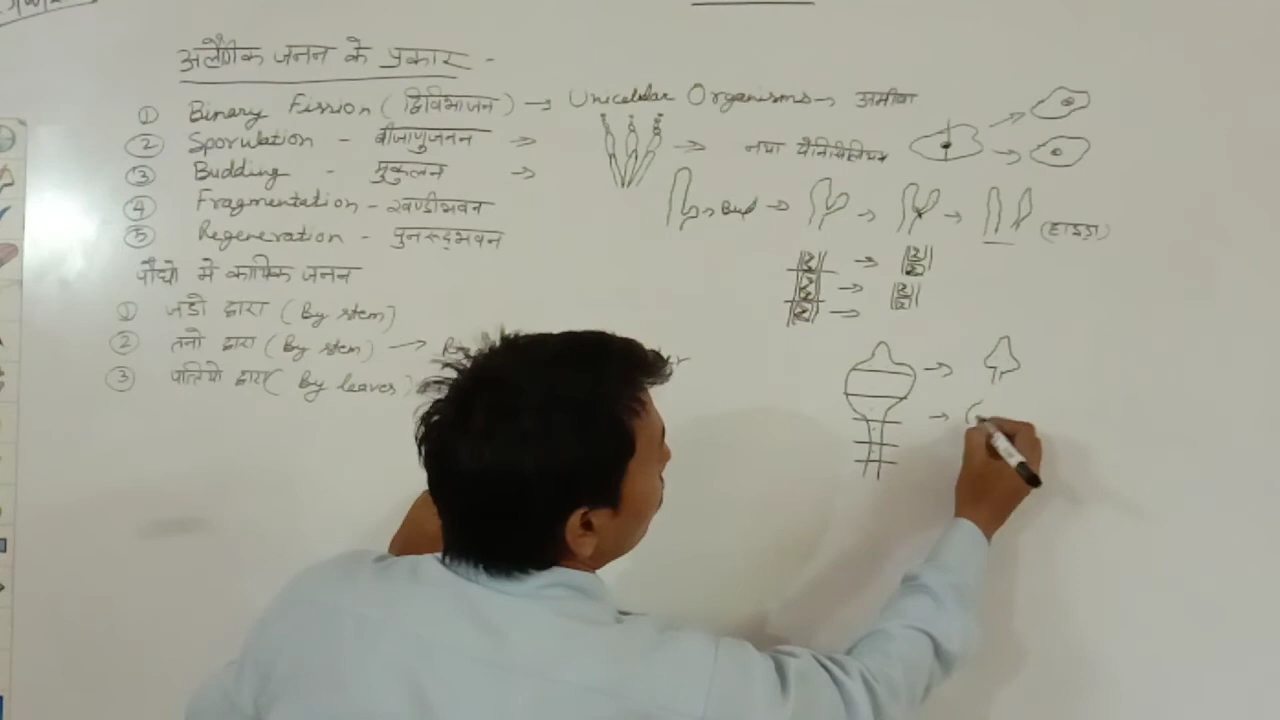 अलैंगिक जनन के प्रकार -
① Binary Fission (द्विविभाजन) → Unicellular Organisms → अमीबा
② Sporulation - बीजाणुजनन → → नया
③ Budding - मुकुलन → → Bud → → → (हाइड्रा)
④ Fragmentation - खण्डीभवन
⑤ Regeneration - पुनरूद्भवन
पौधो मे कायिक जनन
① जडो द्वारा (By stem)
② तनो द्वारा (By stem) →
③ पत्तियो द्वारा (By leaves)